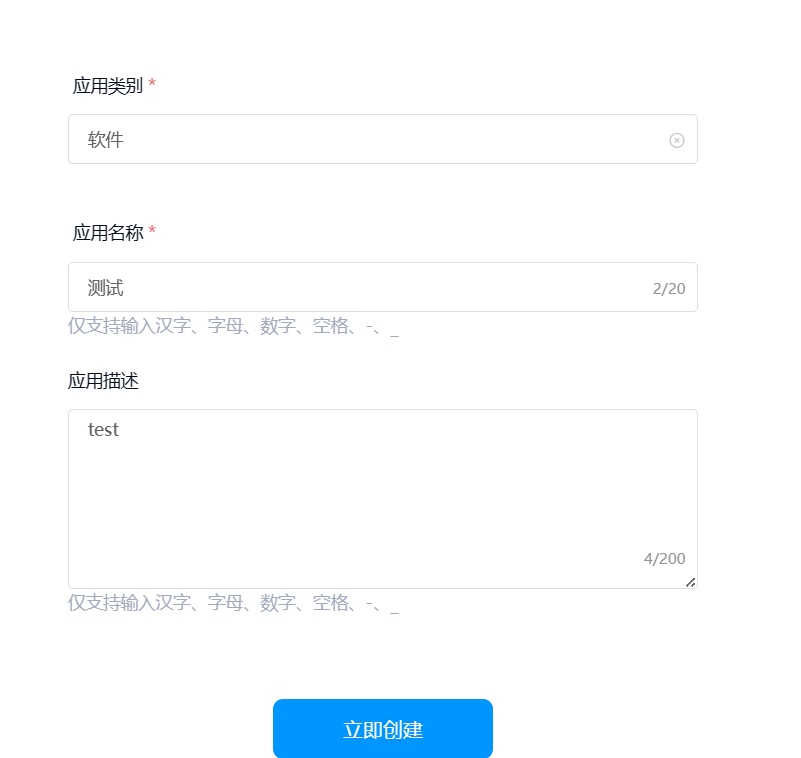 应用类别 *
软件
应用名称 *
测试 2/20
仅支持输入汉字、字母、数字、空格、-、_
应用描述
test
4/200
仅支持输入汉字、字母、数字、空格、-、_
立即创建